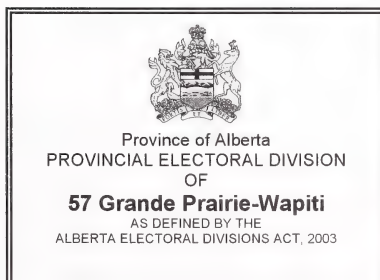 Province of Alberta
PROVINCIAL ELECTORAL DIVISION
OF
57 Grande Prairie-Wapiti
AS DEFINED BY THE
ALBERTA ELECTORAL DIVISIONS ACT, 2003